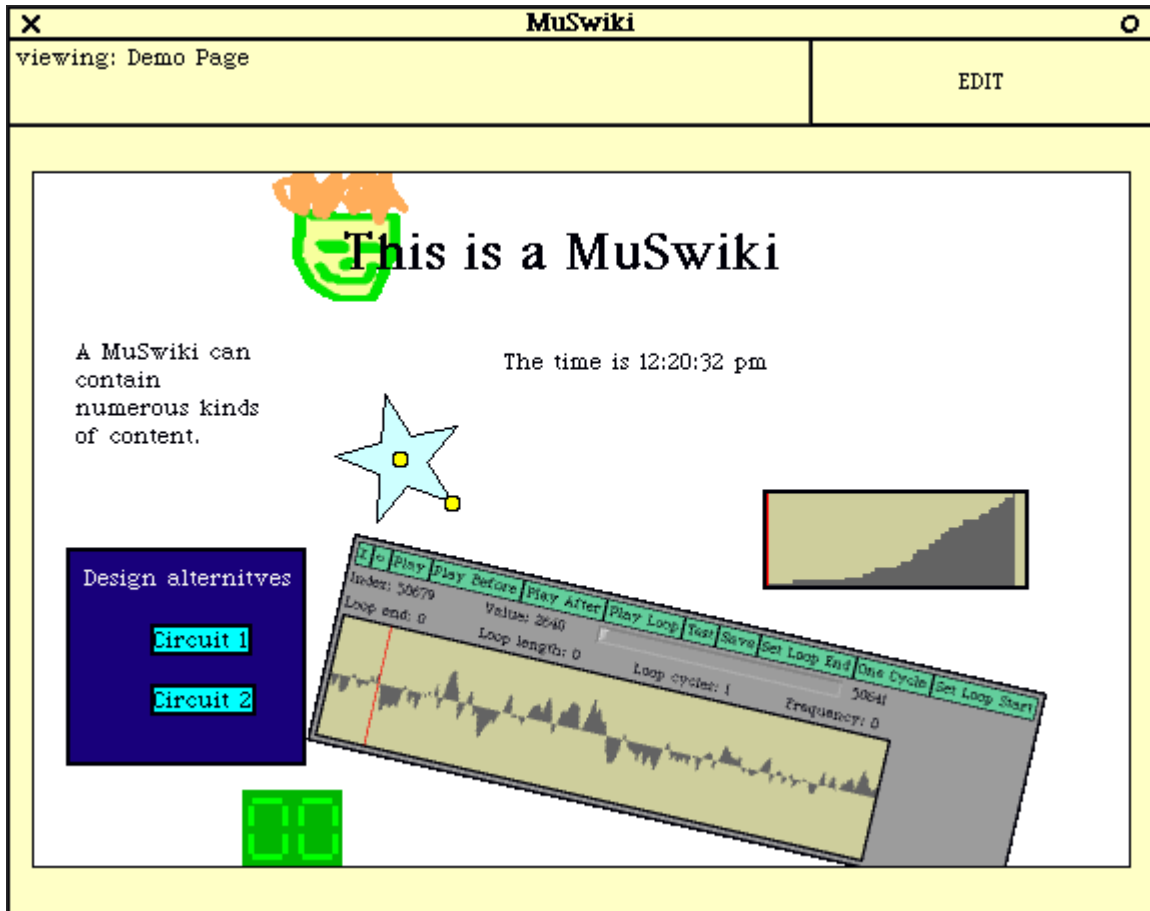 MuSwiki
viewing: Demo Page
EDIT
This is a MuSwiki
A MuSwiki can
contain
numerous kinds
of content.
The time is 12:20:32 pm
Design alternitves
Circuit 1
Circuit 2
Play Play Before Play After Play Loop Test Save Set Loop End One Cycle Set Loop Start
Index: 50679 Value: 2640 50641
Loop end: 0 Loop length: 0 Loop cycles: 1 Frequency: 0
00